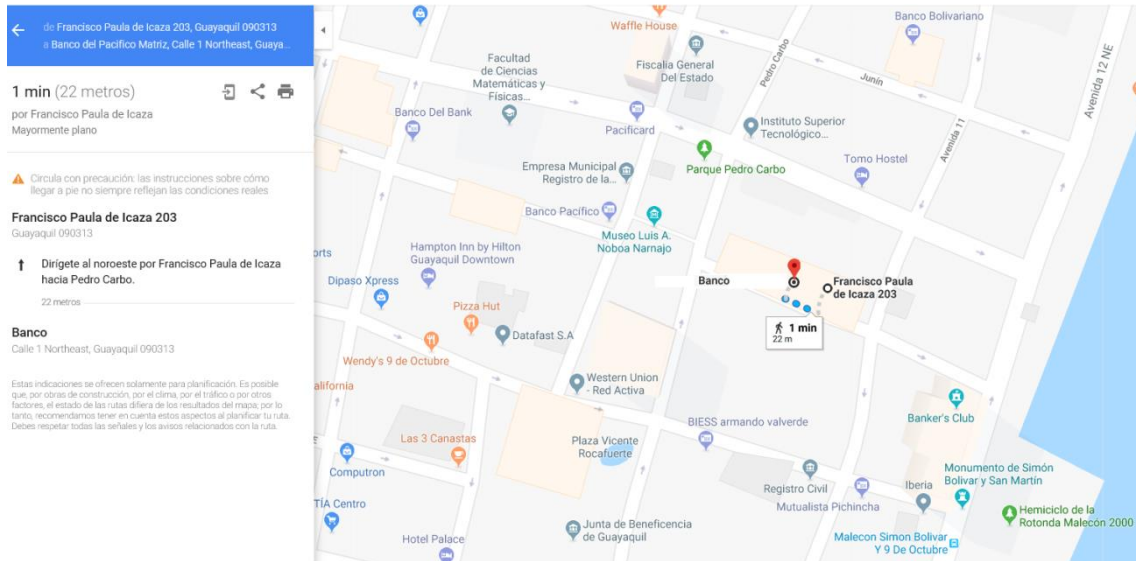 de Francisco Paula de Icaza 203, Guayaquil 090313
a Banco del Pacifico Matriz, Calle 1 Northeast, Guaya...
1 min (22 metros)
por Francisco Paula de Icaza
Mayormente plano
Circula con precaución: las instrucciones sobre cómo
llegar a pie no siempre reflejan las condiciones reales
Francisco Paula de Icaza 203
Guayaquil 090313
Dirígete al noroeste por Francisco Paula de Icaza
hacia Pedro Carbo.
22 metros
Banco
Calle 1 Northeast, Guayaquil 090313
Estas indicaciones se ofrecen solamente para planificación. Es posible
que, por obras de construcción, por el clima, por el tráfico o por otros
factores, el estado de las rutas difiera de los resultados del mapa; por lo
tanto, recomendamos tener en cuenta estos aspectos al planificar tu ruta.
Debes respetar todas las señales y los avisos relacionados con la ruta.
Waffle House
Banco Bolivariano
Facultad
de Ciencias
Matemáticas y
Físicas...
Fiscalia General
Del Estado
Pedro Carbo
Junín
Avenida 12 NE
Banco Del Bank
Pacificard
Instituto Superior
Tecnológico...
Avenida 11
Empresa Municipal
Registro de la...
Parque Pedro Carbo
Tomo Hostel
Banco Pacífico
Museo Luis A.
Noboa Narnajo
orts
Hampton Inn by Hilton
Guayaquil Downtown
Dipaso Xpress
Banco
Francisco Paula
de Icaza 203
Pizza Hut
1 min
22 m
Datafast S.A
Wendy's 9 de Octubre
alifornia
Western Union
- Red Activa
Banker's Club
BIESS armando valverde
Las 3 Canastas
Plaza Vicente
Rocafuerte
Computron
Registro Civil
Iberia
Monumento de Simón
Bolivar y San Martín
Mutualista Pichincha
TÍA Centro
Hemiciclo de la
Rotonda Malecón 2000
Junta de Beneficencia
de Guayaquil
Hotel Palace
Malecon Simon Bolivar
Y 9 De Octubre